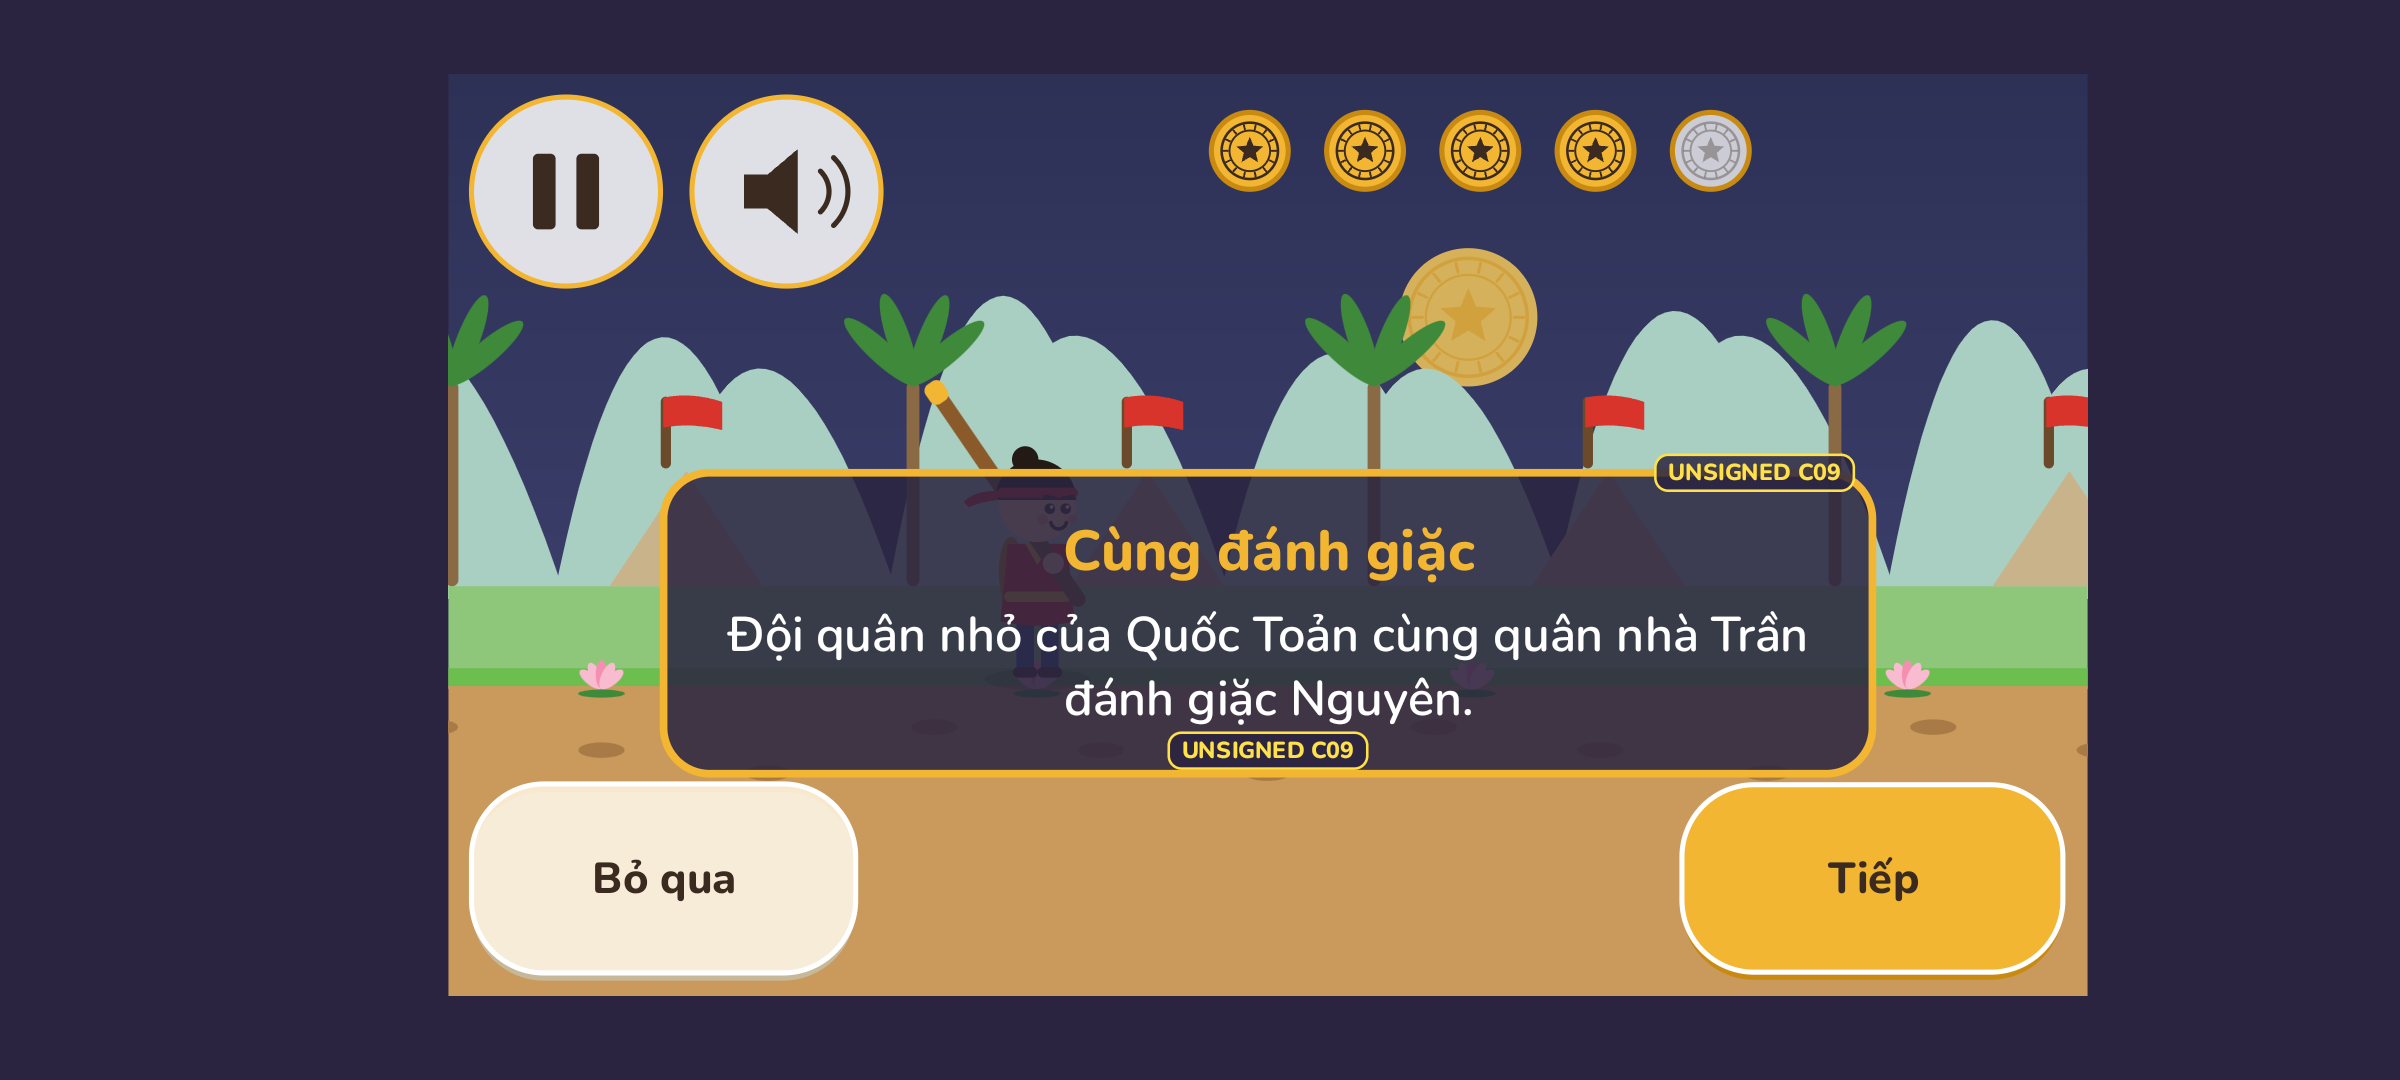 UNSIGNED C09
Cùng đánh giặc
Đội quân nhỏ của Quốc Toản cùng quân nhà Trần
đánh giặc Nguyên.
UNSIGNED C09
Bỏ qua
Tiếp